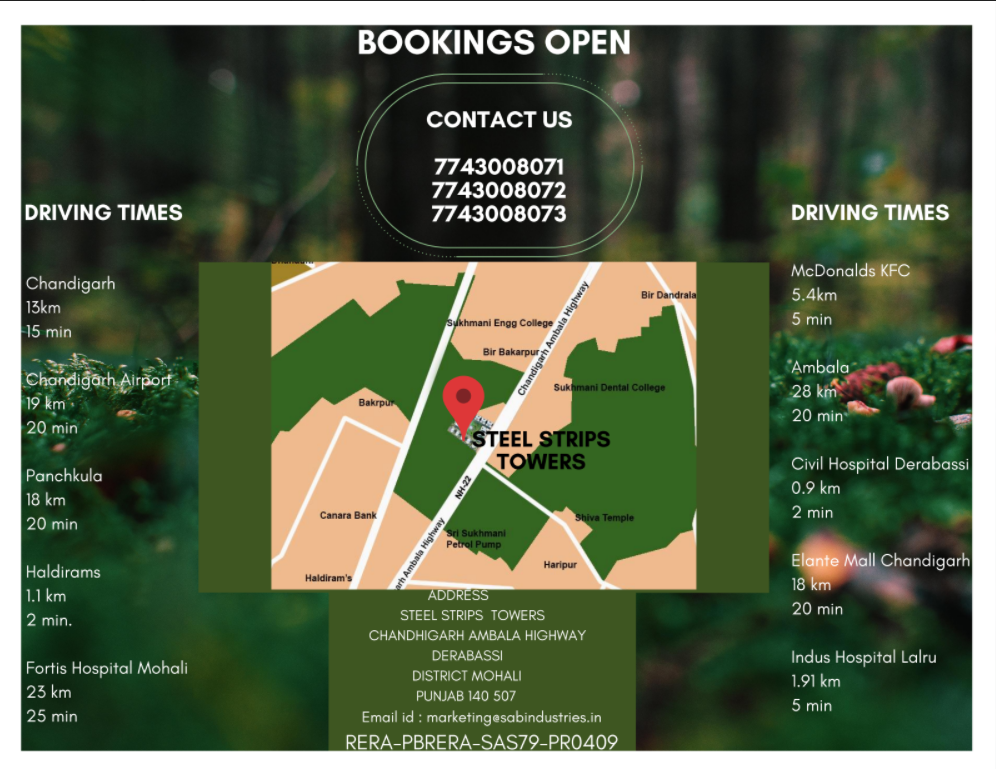 BOOKINGS OPEN
CONTACT US
7743008071
7743008072
7743008073
DRIVING TIMES
Chandigarh
13km
15 min
Chandigarh Airport
19 km
20 min
Panchkula
18 km
20 min
Haldirams
1.1 km
2 min.
Fortis Hospital Mohali
23 km
25 min
Sukhmani Engg College
Bir Dandrala
Bir Bakarpur
Chandigarh Ambala Highway
Sukhmani Dental College
Bakrpur
STEEL STRIPS
TOWERS
NH-22
Canara Bank
Shiva Temple
Sri Sukhmani
Petrol Pump
arh Ambala Highway
Haripur
Haldiram's
DRIVING TIMES
McDonalds KFC
5.4km
5 min
Ambala
28 km
20 min
Civil Hospital Derabassi
0.9 km
2 min
Elante Mall Chandigarh
18 km
20 min
Indus Hospital Lalru
1.91 km
5 min
ADDRESS
STEEL STRIPS TOWERS
CHANDHIGARH AMBALA HIGHWAY
DERABASSI
DISTRICT MOHALI
PUNJAB 140 507
Email id : marketing@sabindustries.in
RERA-PBRERA-SAS79-PR0409